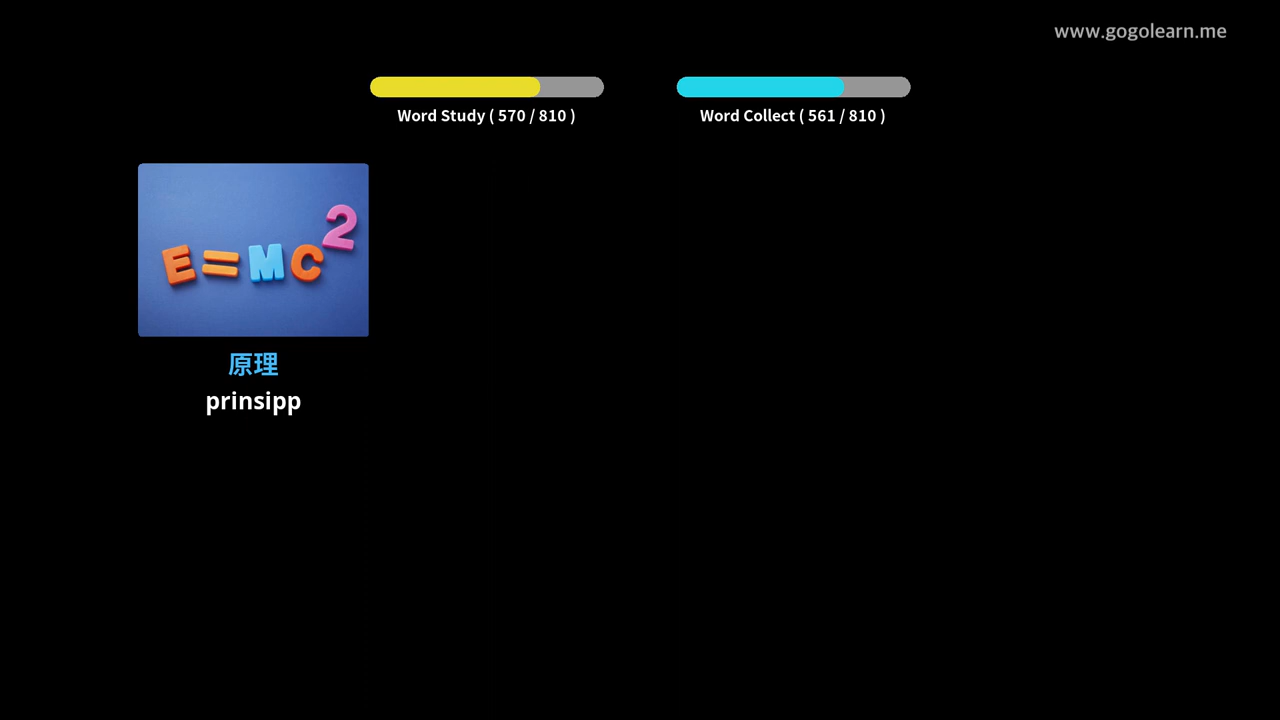 www.gogolearn.me
Word Study ( 570 / 810 )
Word Collect ( 561 / 810 )
E=MC²
原理
prinsipp